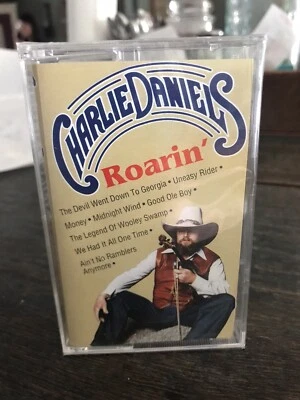 CHARLIE DANIELS
Roarin'
The Devil Went Down To Georgia • Uneasy Rider •
Money • Midnight Wind • Good Ole Boy •
The Legend Of Wooley Swamp •
We Had It All One Time •
Ain't No Ramblers
Anymore •